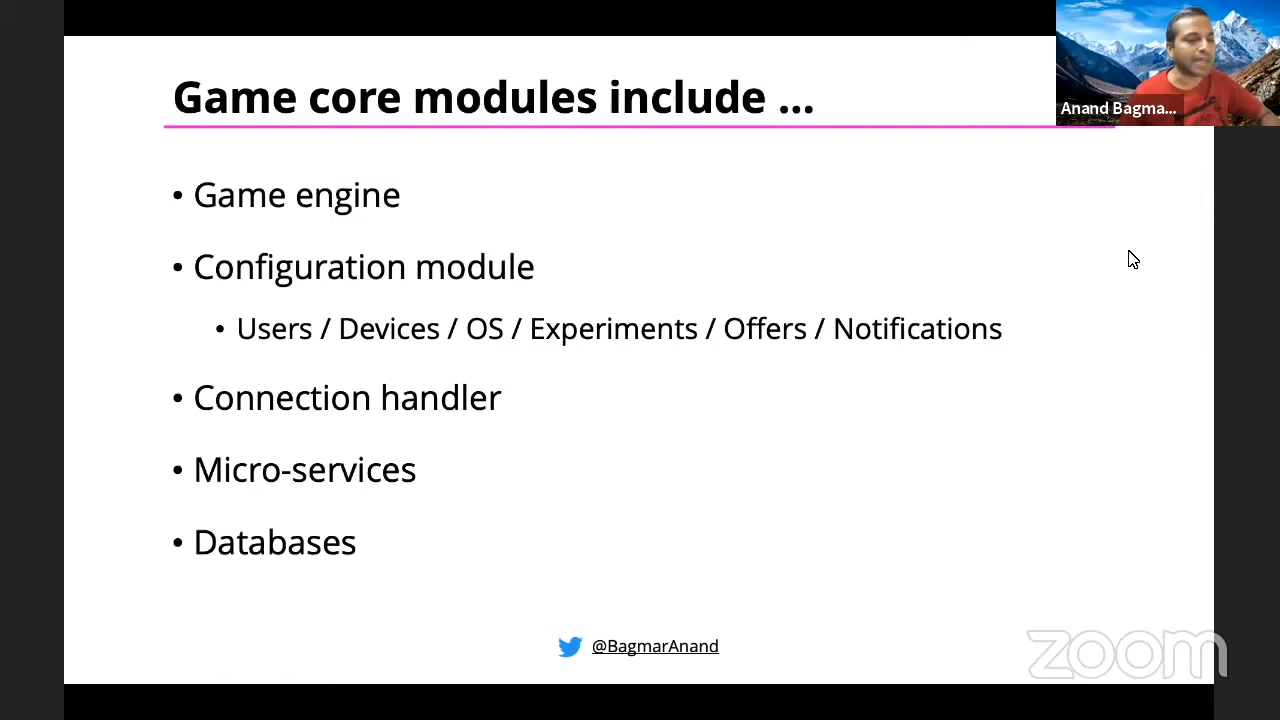 Game core modules include ...
Anand Bagma...
• Game engine
• Configuration module
• Users / Devices / OS / Experiments / Offers / Notifications
• Connection handler
• Micro-services
• Databases
@BagmarAnand
zoom